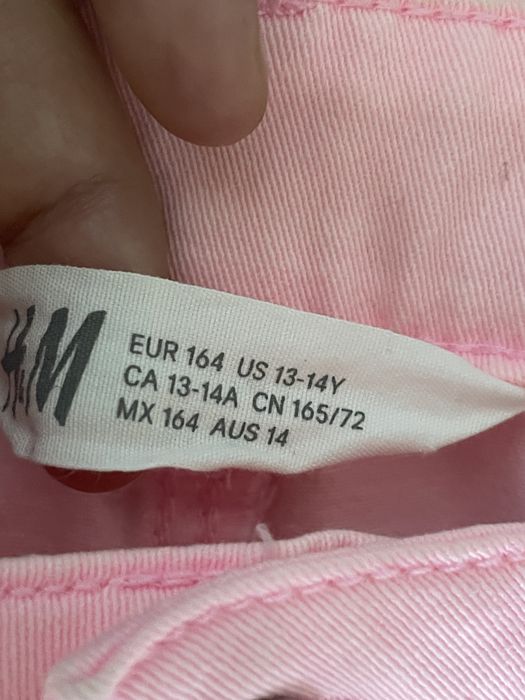 H&M
EUR 164 US 13-14Y
CA 13-14A CN 165/72
MX 164 AUS 14